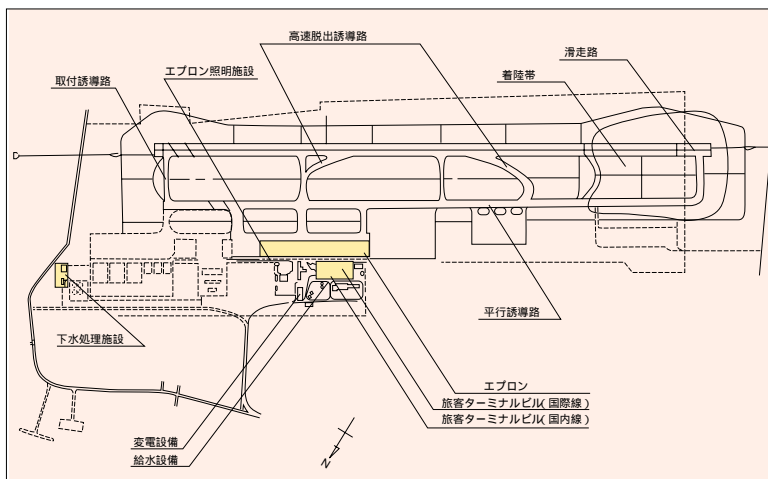 高速脱出誘導路
滑走路
エプロン照明施設
着陸帯
取付誘導路
平行誘導路
下水処理施設
エプロン
旅客ターミナルビル(国際線)
旅客ターミナルビル(国内線)
変電設備
給水設備
N